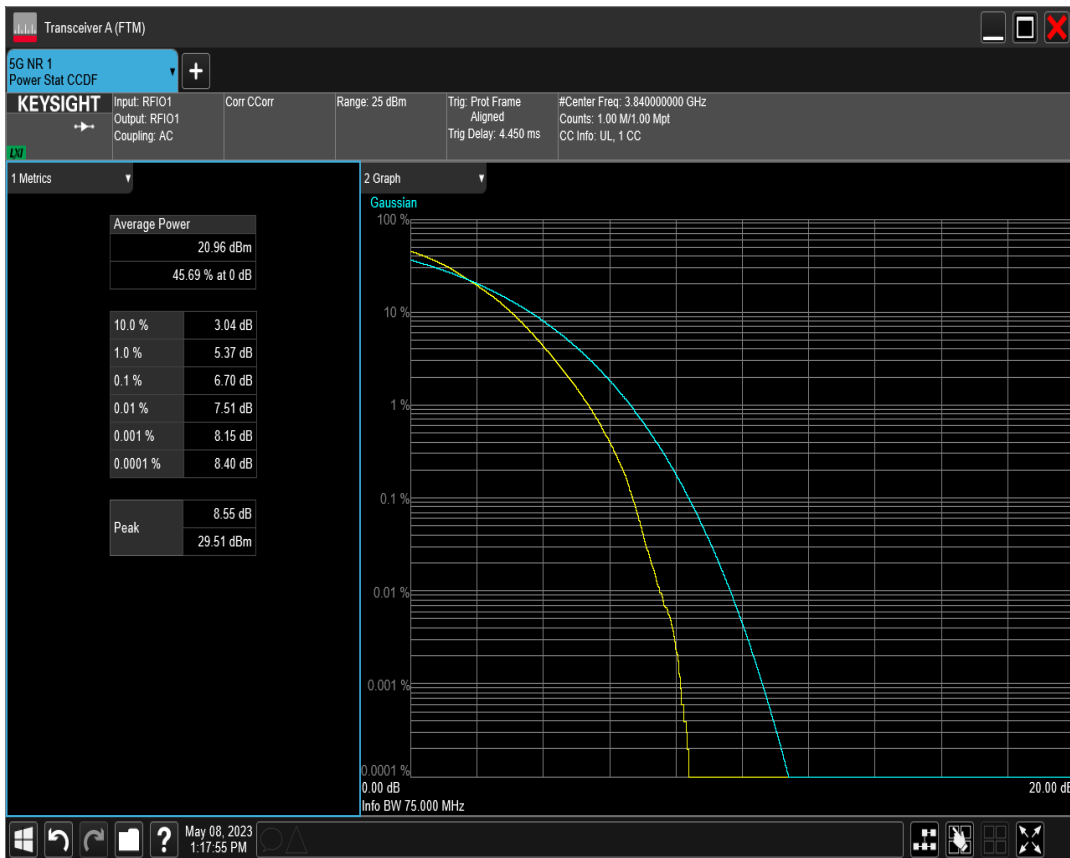 Transceiver A (FTM)
5G NR 1
Power Stat CCDF
+
KEYSIGHT
LXI
Input: RFIO1
Output: RFIO1
Coupling: AC
Corr CCorr
Range: 25 dBm
Trig: Prot Frame
Aligned
Trig Delay: 4.450 ms
#Center Freq: 3.840000000 GHz
Counts: 1.00 M/1.00 Mpt
CC Info: UL, 1 CC
1 Metrics
Average Power
20.96 dBm
45.69 % at 0 dB
10.0 % 3.04 dB
1.0 % 5.37 dB
0.1 % 6.70 dB
0.01 % 7.51 dB
0.001 % 8.15 dB
0.0001 % 8.40 dB
Peak
8.55 dB
29.51 dBm
2 Graph
Gaussian
100 %
10 %
1 %
0.1 %
0.01 %
0.001 %
0.0001 %
0.00 dB 20.00 dB
Info BW 75.000 MHz
?
May 08, 2023
1:17:55 PM